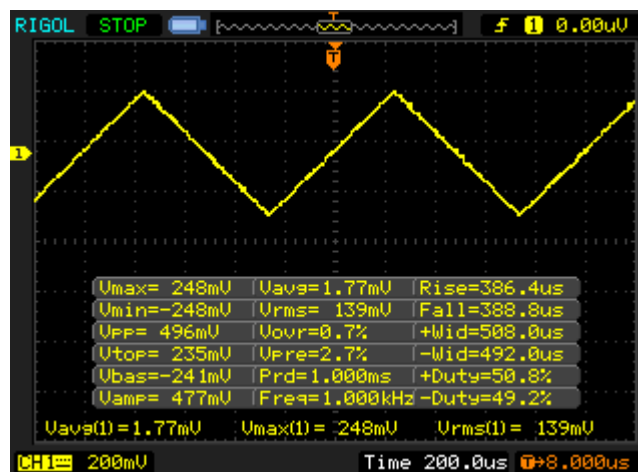 RIGOL STOP T f 1 0.00uV
T
1
Vmax= 248mV Vavg=1.77mV Rise=386.4us
Vmin=-248mV Vrms= 139mV Fall=388.8us
Vpp= 496mV Vovr=0.7% +Wid=508.0us
Vtop= 235mV Vpre=2.7% -Wid=492.0us
Vbas=-241mV Prd=1.000ms +Duty=50.8%
Vamp= 477mV Freq=1.000kHz -Duty=49.2%
Vavg(1)=1.77mV Vmax(1)= 248mV Vrms(1)= 139mV
CH1 200mV Time 200.0us T→8.000us